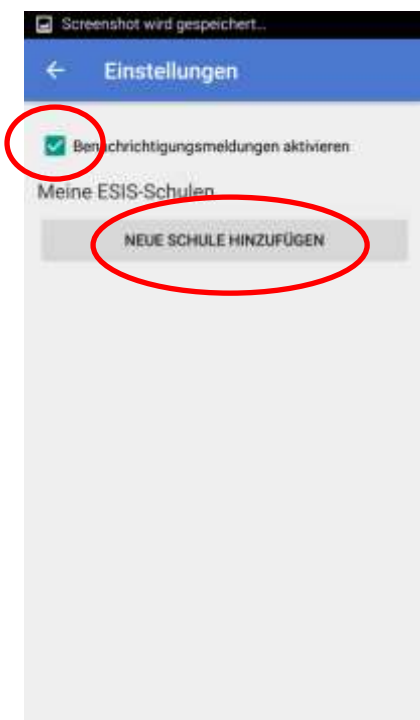 Screenshot wird gespeichert...
Einstellungen
Benachrichtigungsmeldungen aktivieren
Meine ESIS-Schulen
NEUE SCHULE HINZUFÜGEN